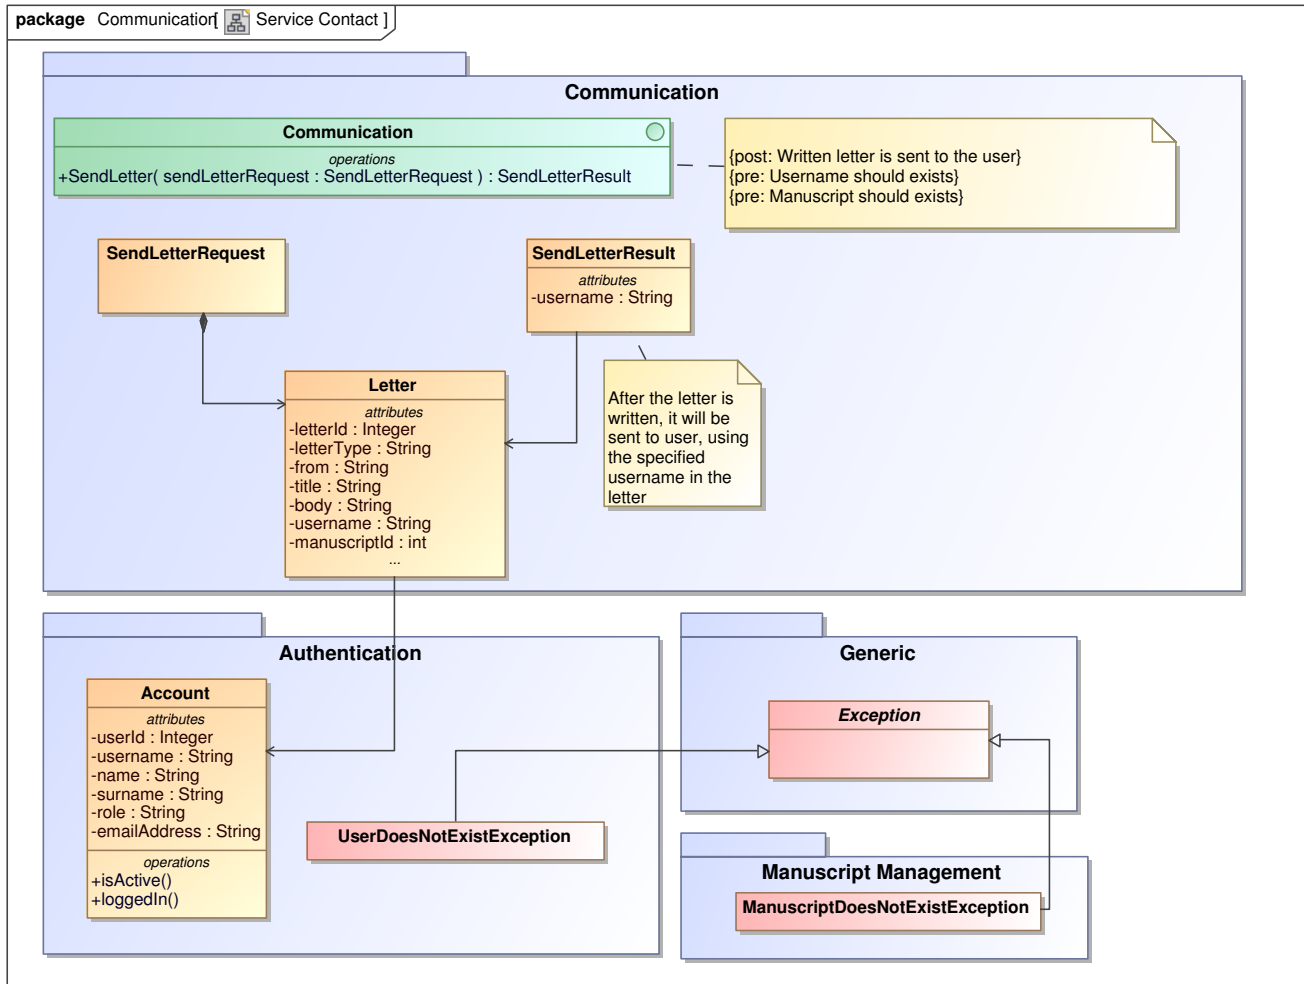 package Communication[ Service Contact ]
Communication
Communication
operations
+SendLetter( sendLetterRequest : SendLetterRequest ) : SendLetterResult
{post: Written letter is sent to the user}
{pre: Username should exists}
{pre: Manuscript should exists}
SendLetterRequest
SendLetterResult
attributes
-username : String
Letter
attributes
-letterId : Integer
-letterType : String
-from : String
-title : String
-body : String
-username : String
-manuscriptId : int
...
After the letter is
written, it will be
sent to user, using
the specified
username in the
letter
Authentication
Account
attributes
-userId : Integer
-username : String
-name : String
-surname : String
-role : String
-emailAddress : String
operations
+isActive()
+loggedIn()
UserDoesNotExistException
Generic
Exception
Manuscript Management
ManuscriptDoesNotExistException